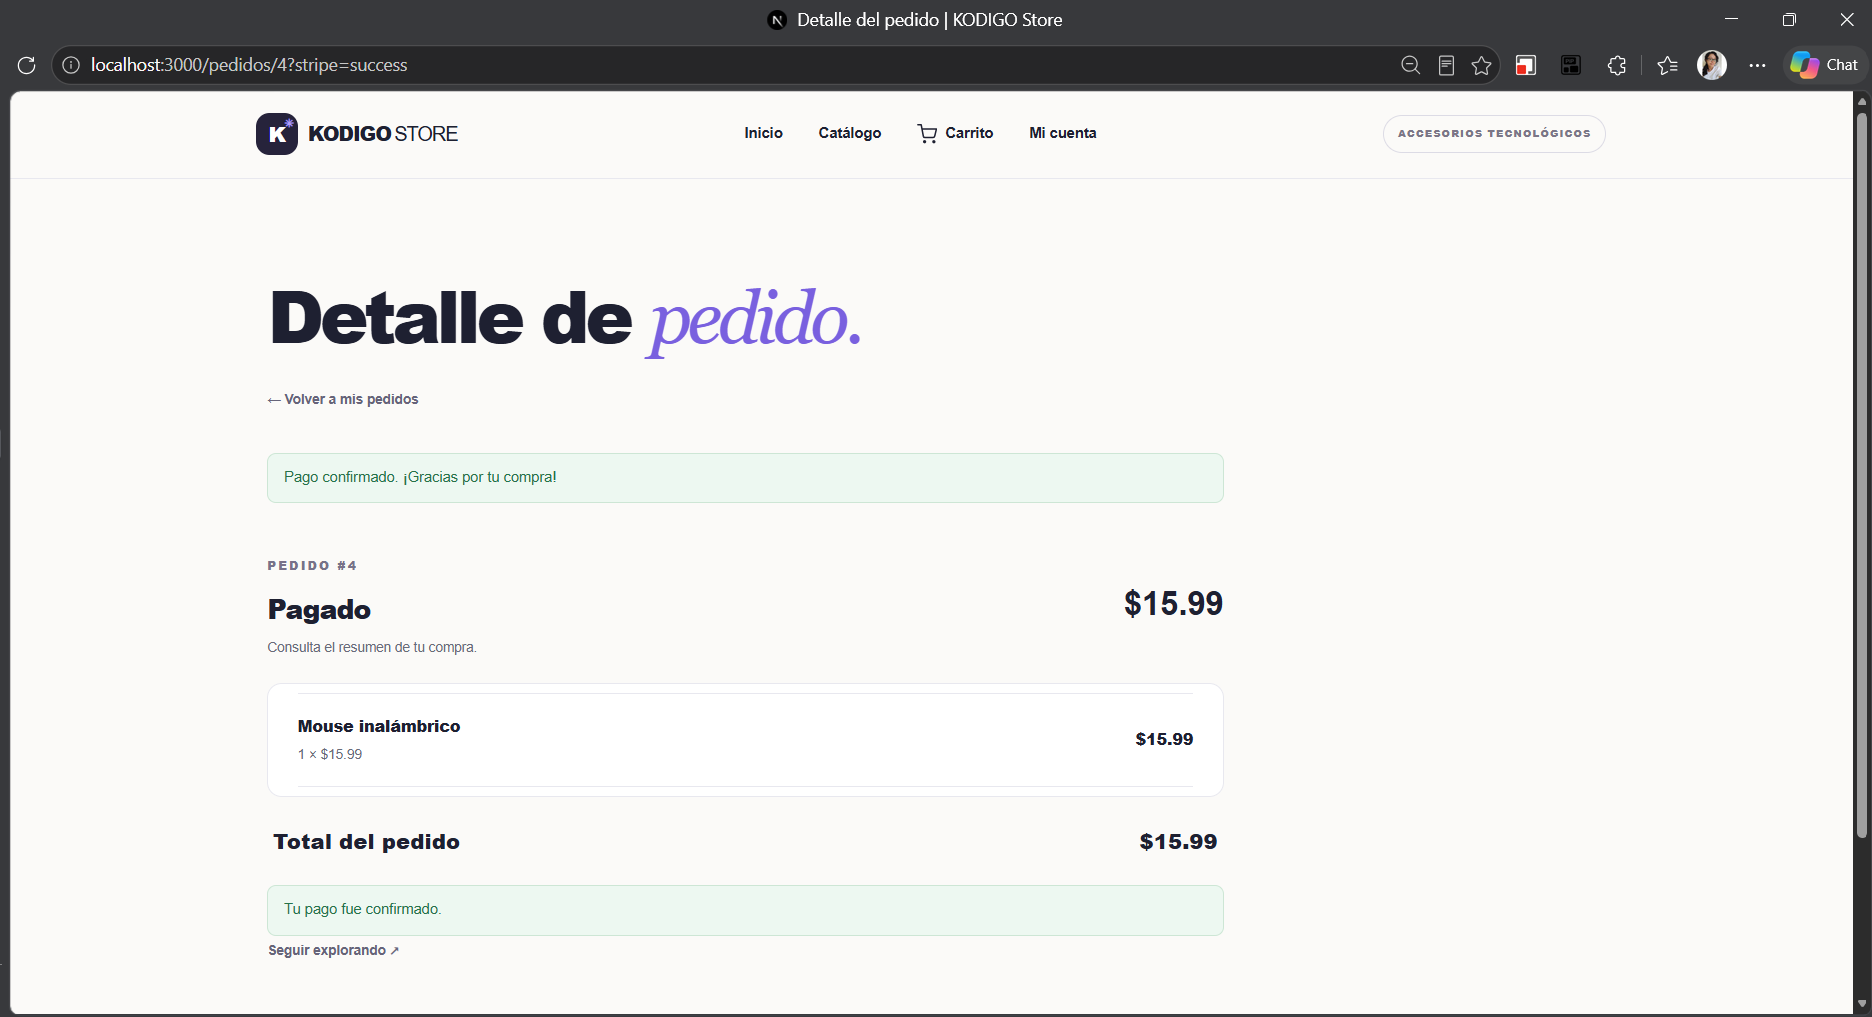 Detalle del pedido | KODIGO Store
localhost:3000/pedidos/4?stripe=success
Chat
K KODIGO STORE
Inicio
Catálogo
Carrito
Mi cuenta
ACCESORIOS TECNOLÓGICOS
Detalle de pedido.
← Volver a mis pedidos
Pago confirmado. ¡Gracias por tu compra!
PEDIDO #4
Pagado
$15.99
Consulta el resumen de tu compra.
Mouse inalámbrico
1 × $15.99
$15.99
Total del pedido
$15.99
Tu pago fue confirmado.
Seguir explorando ↗